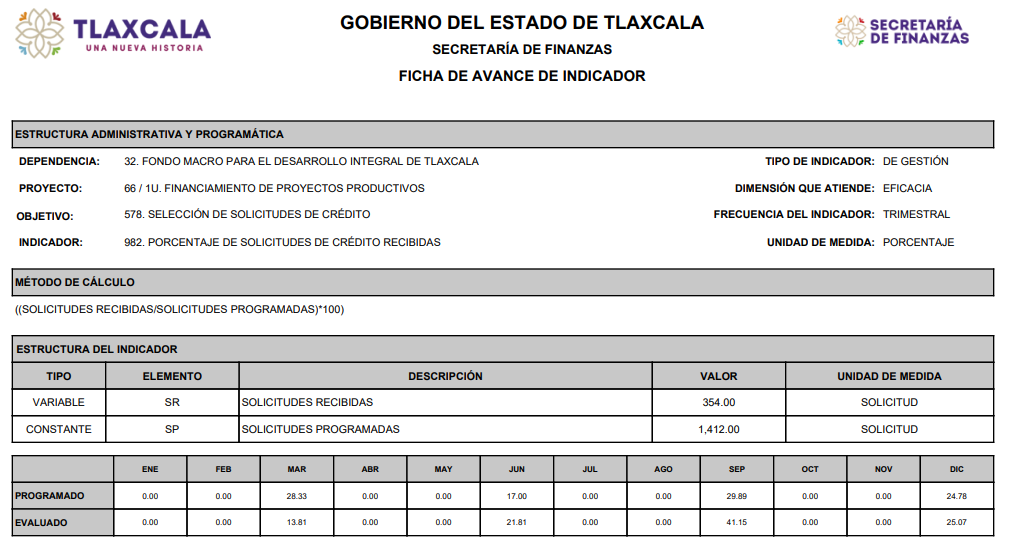 TLAXCALA
UNA NUEVA HISTORIA
GOBIERNO DEL ESTADO DE TLAXCALA
SECRETARÍA DE FINANZAS
FICHA DE AVANCE DE INDICADOR
SECRETARÍA
DE FINANZAS
ESTRUCTURA ADMINISTRATIVA Y PROGRAMÁTICA
DEPENDENCIA: 32. FONDO MACRO PARA EL DESARROLLO INTEGRAL DE TLAXCALA TIPO DE INDICADOR: DE GESTIÓN
PROYECTO: 66 / 1U. FINANCIAMIENTO DE PROYECTOS PRODUCTIVOS DIMENSIÓN QUE ATIENDE: EFICACIA
OBJETIVO: 578. SELECCIÓN DE SOLICITUDES DE CRÉDITO FRECUENCIA DEL INDICADOR: TRIMESTRAL
INDICADOR: 982. PORCENTAJE DE SOLICITUDES DE CRÉDITO RECIBIDAS UNIDAD DE MEDIDA: PORCENTAJE
MÉTODO DE CÁLCULO
((SOLICITUDES RECIBIDAS/SOLICITUDES PROGRAMADAS)*100)
ESTRUCTURA DEL INDICADOR
TIPO ELEMENTO DESCRIPCIÓN VALOR UNIDAD DE MEDIDA
VARIABLE SR SOLICITUDES RECIBIDAS 354.00 SOLICITUD
CONSTANTE SP SOLICITUDES PROGRAMADAS 1,412.00 SOLICITUD
ENE FEB MAR ABR MAY JUN JUL AGO SEP OCT NOV DIC
PROGRAMADO 0.00 0.00 28.33 0.00 0.00 17.00 0.00 0.00 29.89 0.00 0.00 24.78
EVALUADO 0.00 0.00 13.81 0.00 0.00 21.81 0.00 0.00 41.15 0.00 0.00 25.07